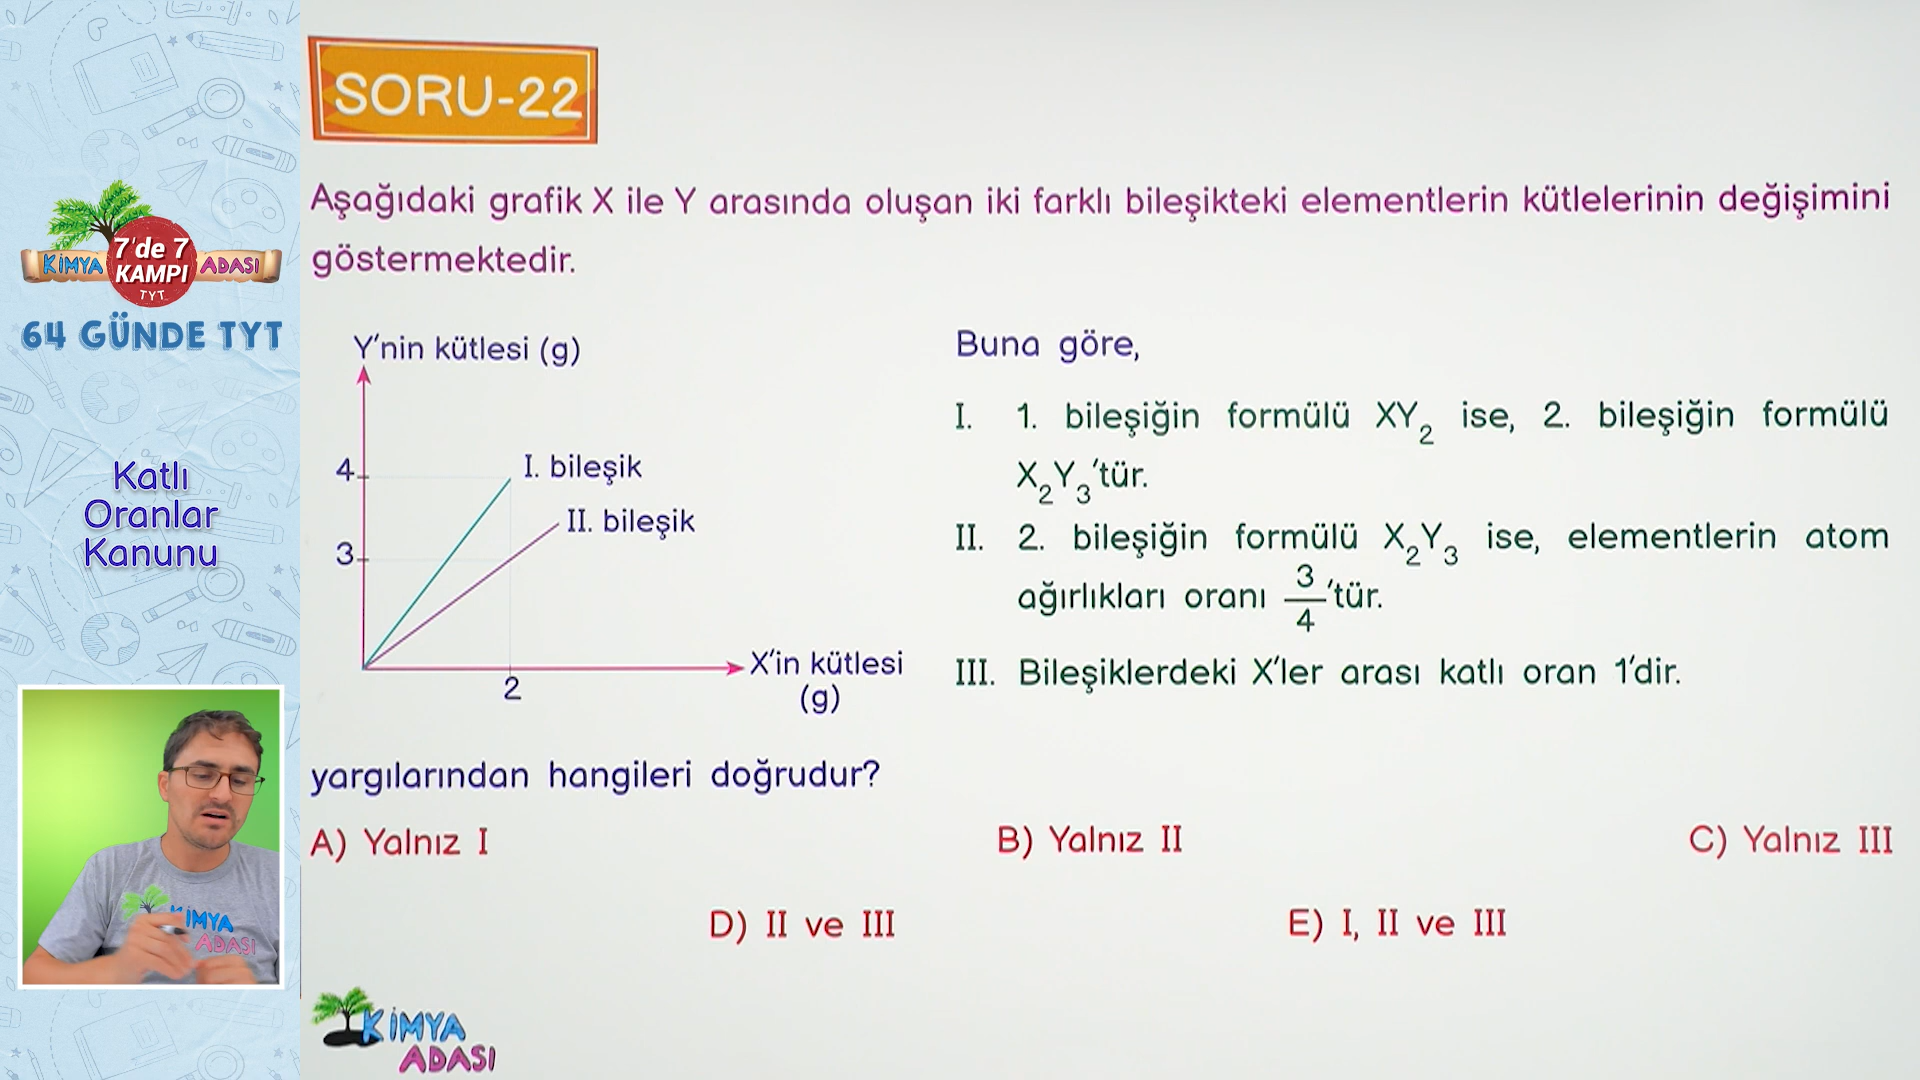 SORU-22
7'de 7
KİMYA KAMPI ADASI
TYT
64 GÜNDE TYT
Katlı
Oranlar
Kanunu
Aşağıdaki grafik X ile Y arasında oluşan iki farklı bileşikteki elementlerin kütlelerinin değişimini
göstermektedir.
Y'nin kütlesi (g)
4
3
I. bileşik
II. bileşik
2
X'in kütlesi
(g)
Buna göre,
I. 1. bileşiğin formülü XY₂ ise, 2. bileşiğin formülü
X₂Y₃'tür.
II. 2. bileşiğin formülü X₂Y₃ ise, elementlerin atom
ağırlıkları oranı 3/4'tür.
III. Bileşiklerdeki X'ler arası katlı oran 1'dir.
yargılarından hangileri doğrudur?
A) Yalnız I
B) Yalnız II
C) Yalnız III
D) II ve III
E) I, II ve III
KİMYA
ADASI
KİMYA
ADASI